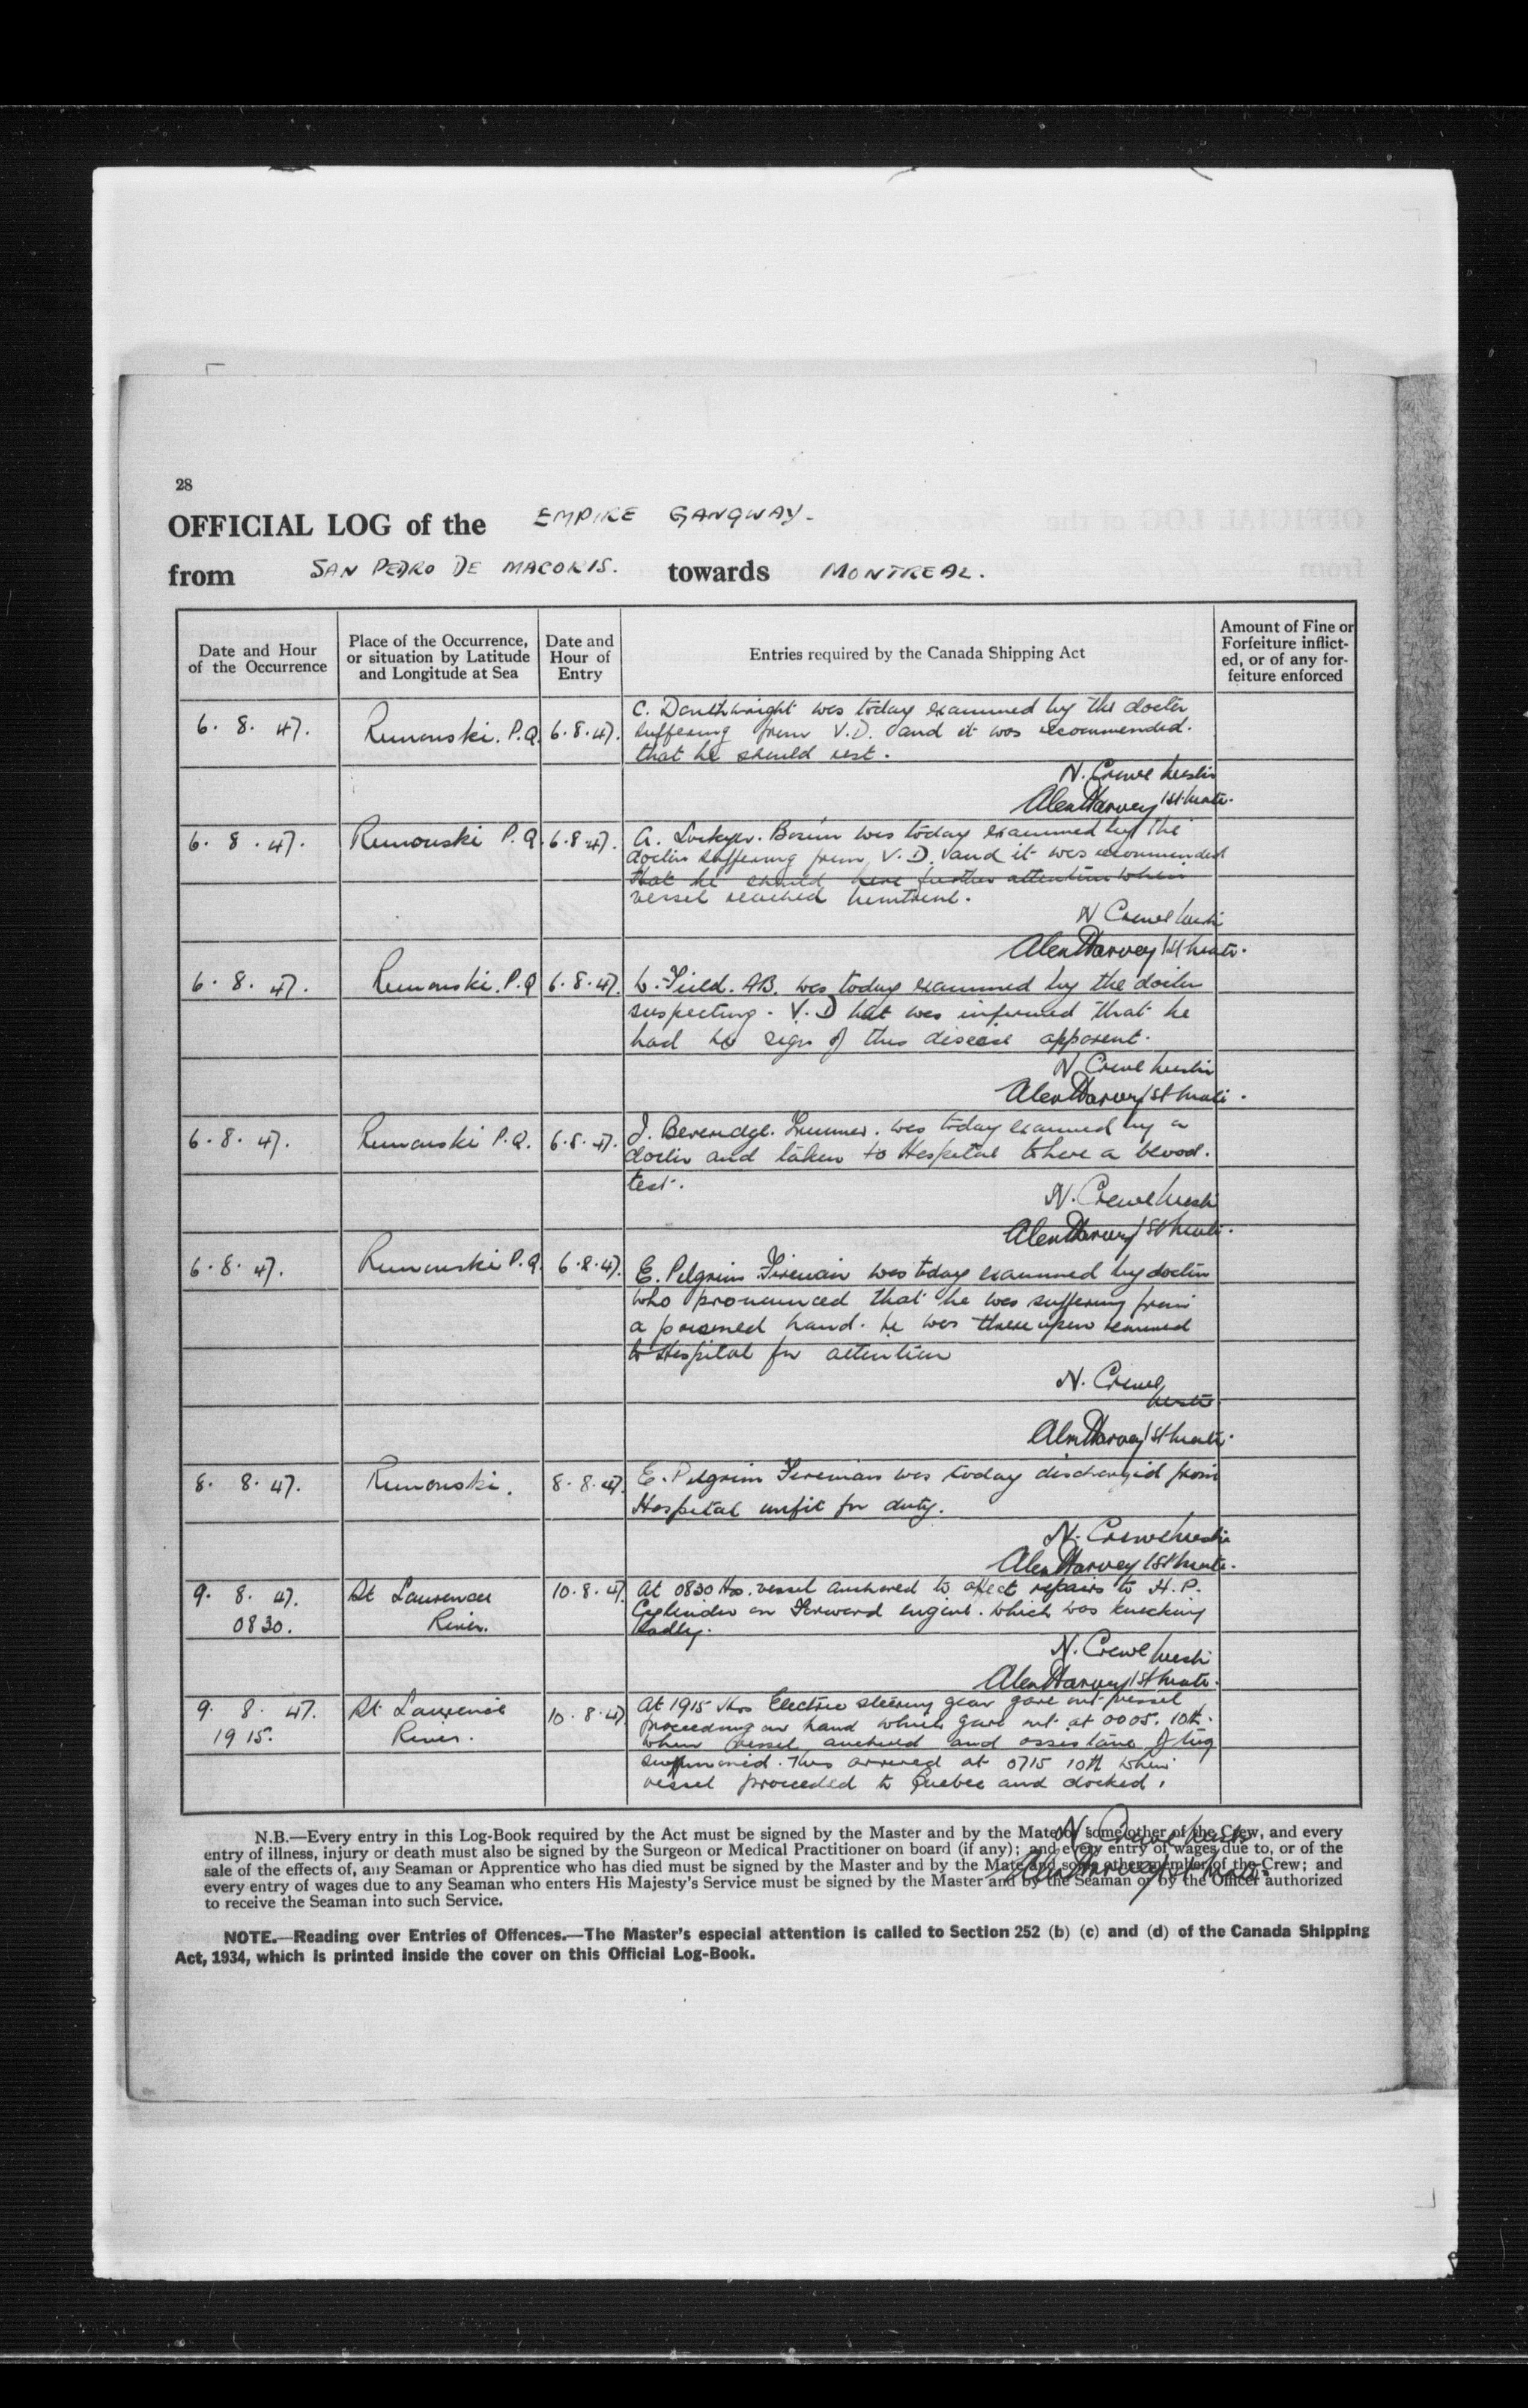 28
OFFICIAL LOG of the EMPIRE GANGWAY.
from SAN PEDRO DE MACORIS. towards MONTREAL.
Date and Hour of the Occurrence
Place of the Occurrence, or situation by Latitude and Longitude at Sea
Date and Hour of Entry
Entries required by the Canada Shipping Act
Amount of Fine or Forfeiture inflicted, or of any forfeiture enforced
6. 8. 47. Rimouski. P.Q. 6.8.47. C. Douthwright was today examined by the doctor
suffering from V.D. and it was recommended.
that he should rest.
N. Crewe Master
Alex Harvey 1st Mate.
6. 8. 47. Rimouski P.Q. 6.8.47. A. Lockyer. Bosun was today examined by the
doctor suffering from V.D. and it was recommended
that he should have further attention when
vessel reached Montreal.
N Crewe Master
Alex Harvey 1st Mate.
6. 8. 47. Rimouski. P.Q 6.8.47. L. Field. AB. was today examined by the doctor
suspecting. V.D but was informed that he
had no sign of this disease apparent.
N Crewe Master
Alex Harvey 1st Mate.
6. 8. 47. Rimouski P.Q. 6.8.47. J. Beveridge. Trimmer. was today examined by a
doctor and taken to Hospital to have a blood.
test.
N. Crewe Master
Alex Harvey 1st Mate.
6. 8. 47. Rimouski P.Q. 6.8.47. E. Pilgrim Fireman was today examined by doctor
who pronounced that he was suffering from
a poisoned hand. he was thereupon removed
to Hospital for attention
N. Crewe
Master.
Alex Harvey 1st Mate.
8. 8. 47. Rimouski. 8.8.47. E. Pilgrim Fireman was today discharged from
Hospital unfit for duty.
N. Crewe Master
Alex Harvey 1st Mate.
9. 8. 47. St Lawrence 10.8.47. At 0830 Hrs. vessel anchored to effect repairs to H.P.
0830. River. Cylinder on Forward engine. which was knocking
badly.
N. Crewe Master
Alex Harvey 1st Mate.
9. 8. 47. St Lawrence 10.8.47. At 1915 Hrs Electric steering gear gave out vessel
1915. River. proceeding on hand which gave out at 0005. 10th.
when vessel anchored and assistance of tug
summoned. This arrived at 0715 10th when
vessel proceeded to Quebec and docked.
N Crewe Master
Alex Harvey 1st Mate.
N.B.—Every entry in this Log-Book required by the Act must be signed by the Master and by the Mate or some other of the Crew, and every
entry of illness, injury or death must also be signed by the Surgeon or Medical Practitioner on board (if any); and every entry of wages due to, or of the
sale of the effects of, any Seaman or Apprentice who has died must be signed by the Master and by the Mate and some other member of the Crew; and
every entry of wages due to any Seaman who enters His Majesty's Service must be signed by the Master and by the Seaman or by the Officer authorized
to receive the Seaman into such Service.
NOTE.—Reading over Entries of Offences.—The Master's especial attention is called to Section 252 (b) (c) and (d) of the Canada Shipping
Act, 1934, which is printed inside the cover on this Official Log-Book.